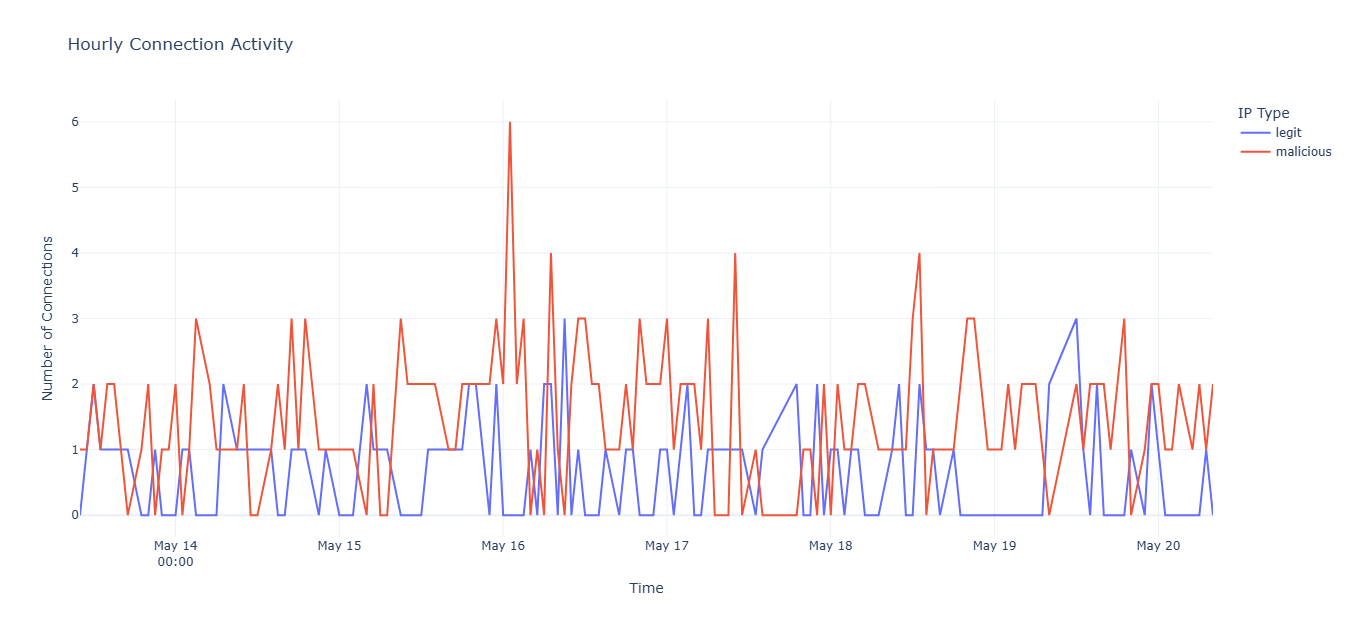 Hourly Connection Activity
IP Type
legit
malicious
Number of Connections
6
5
4
3
2
1
0
May 14
00:00
May 15
May 16
May 17
May 18
May 19
May 20
Time